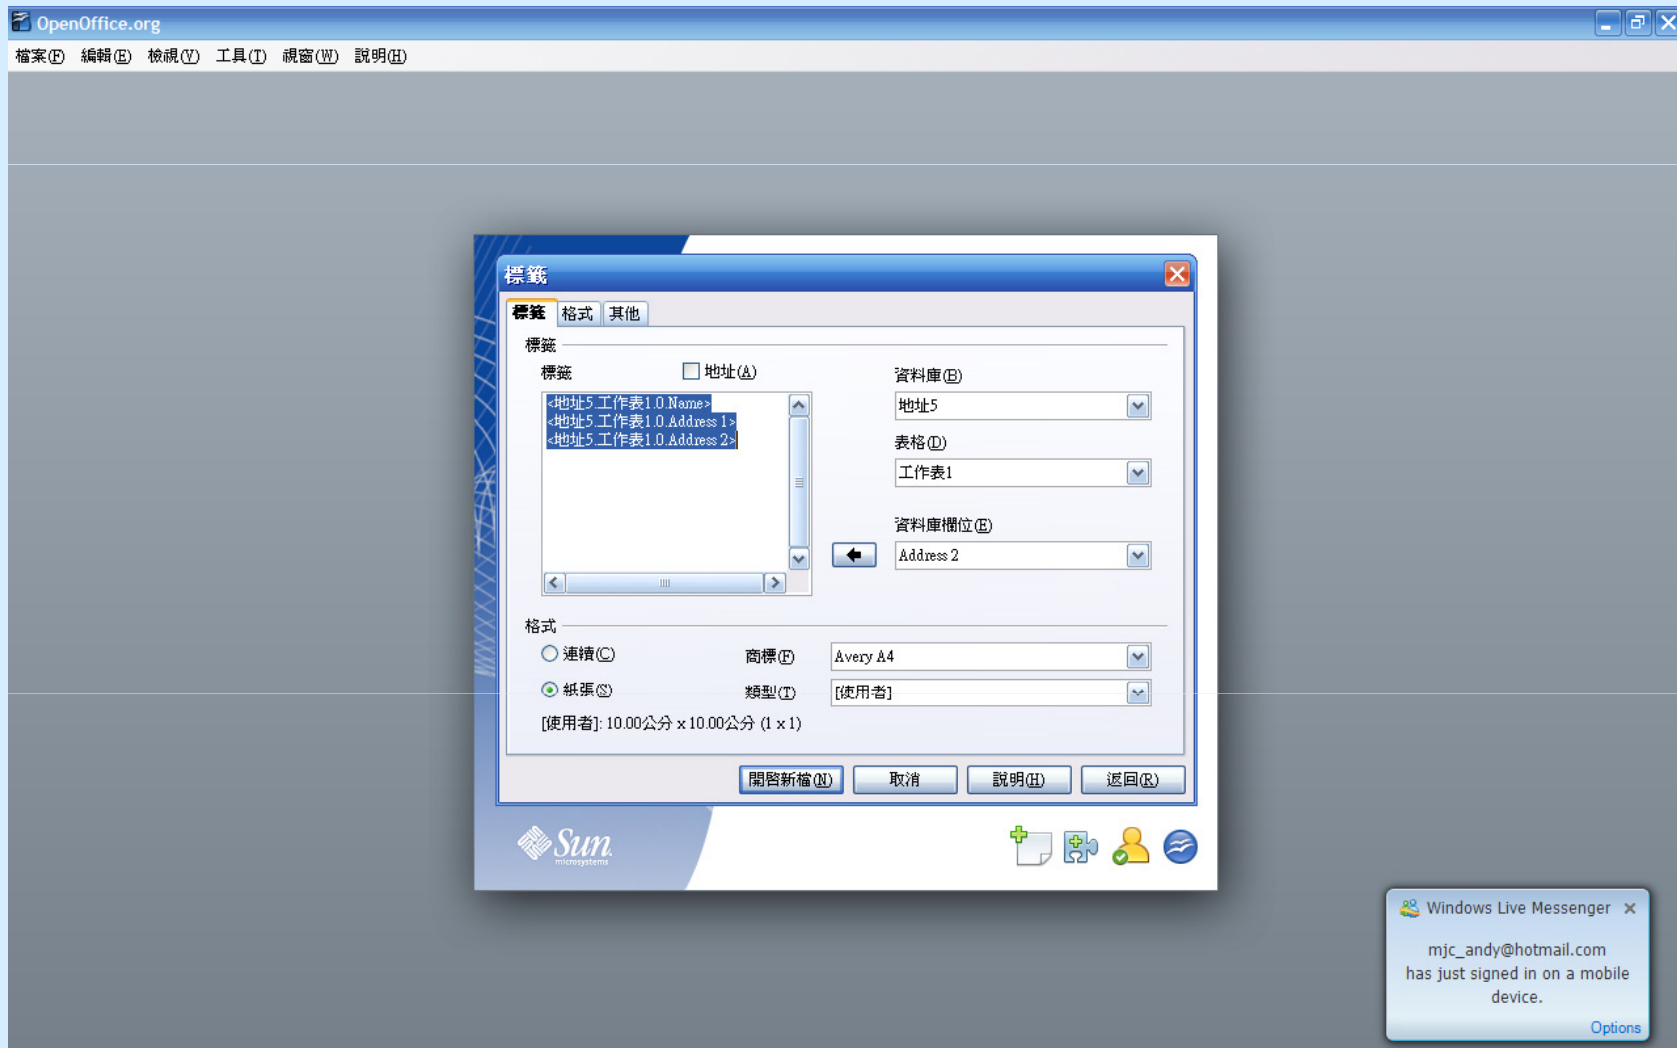 OpenOffice.org
檔案(F) 編輯(E) 檢視(V) 工具(T) 視窗(W) 說明(H)
標籤
標籤 格式 其他
標籤
標籤 地址(A)
<地址5.工作表1.0.Name>
<地址5.工作表1.0.Address 1>
<地址5.工作表1.0.Address 2>
資料庫(B)
地址5
表格(D)
工作表1
資料庫欄位(E)
Address 2
格式
連續(C) 商標(F) Avery A4
紙張(S) 類型(T) [使用者]
[使用者]: 10.00公分 x 10.00公分 (1 x 1)
開啓新檔(N) 取消 說明(H) 返回(R)
Sun
microsystems
Windows Live Messenger
mjc_andy@hotmail.com
has just signed in on a mobile
device.
Options